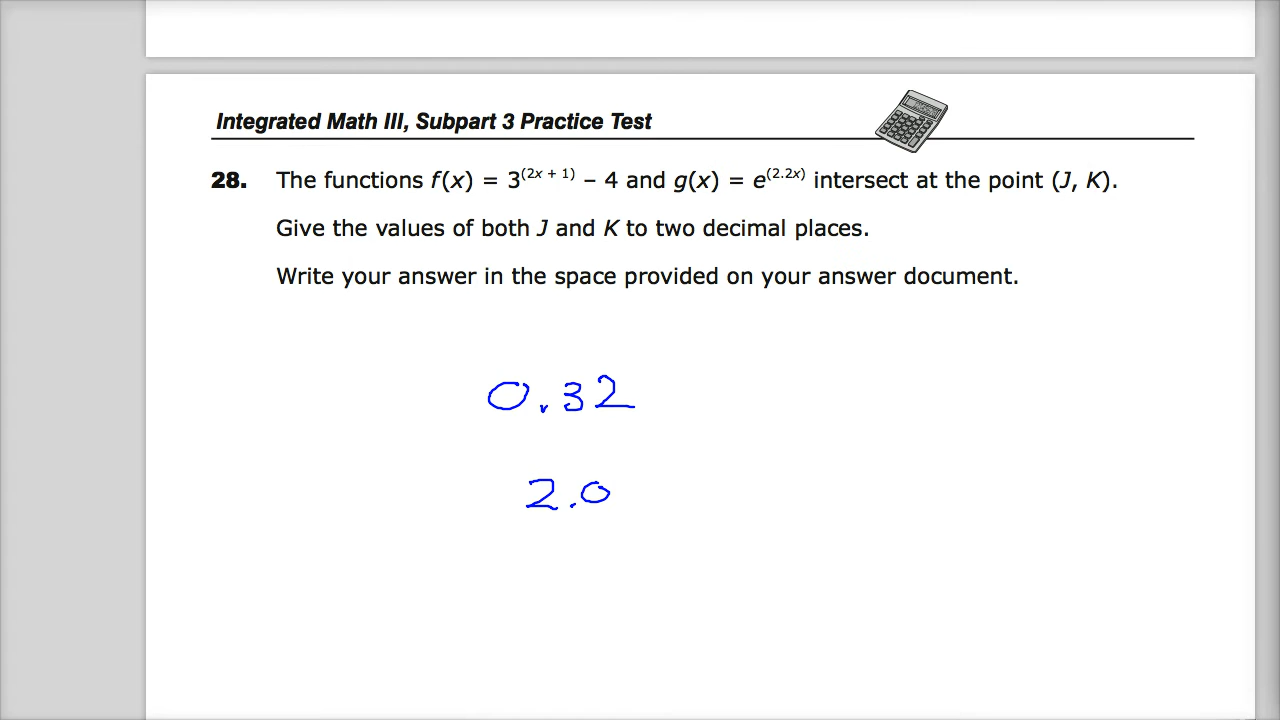 Integrated Math III, Subpart 3 Practice Test
28. The functions f(x) = 3^(2x + 1) – 4 and g(x) = e^(2.2x) intersect at the point (J, K).
Give the values of both J and K to two decimal places.
Write your answer in the space provided on your answer document.
0.32
2.0